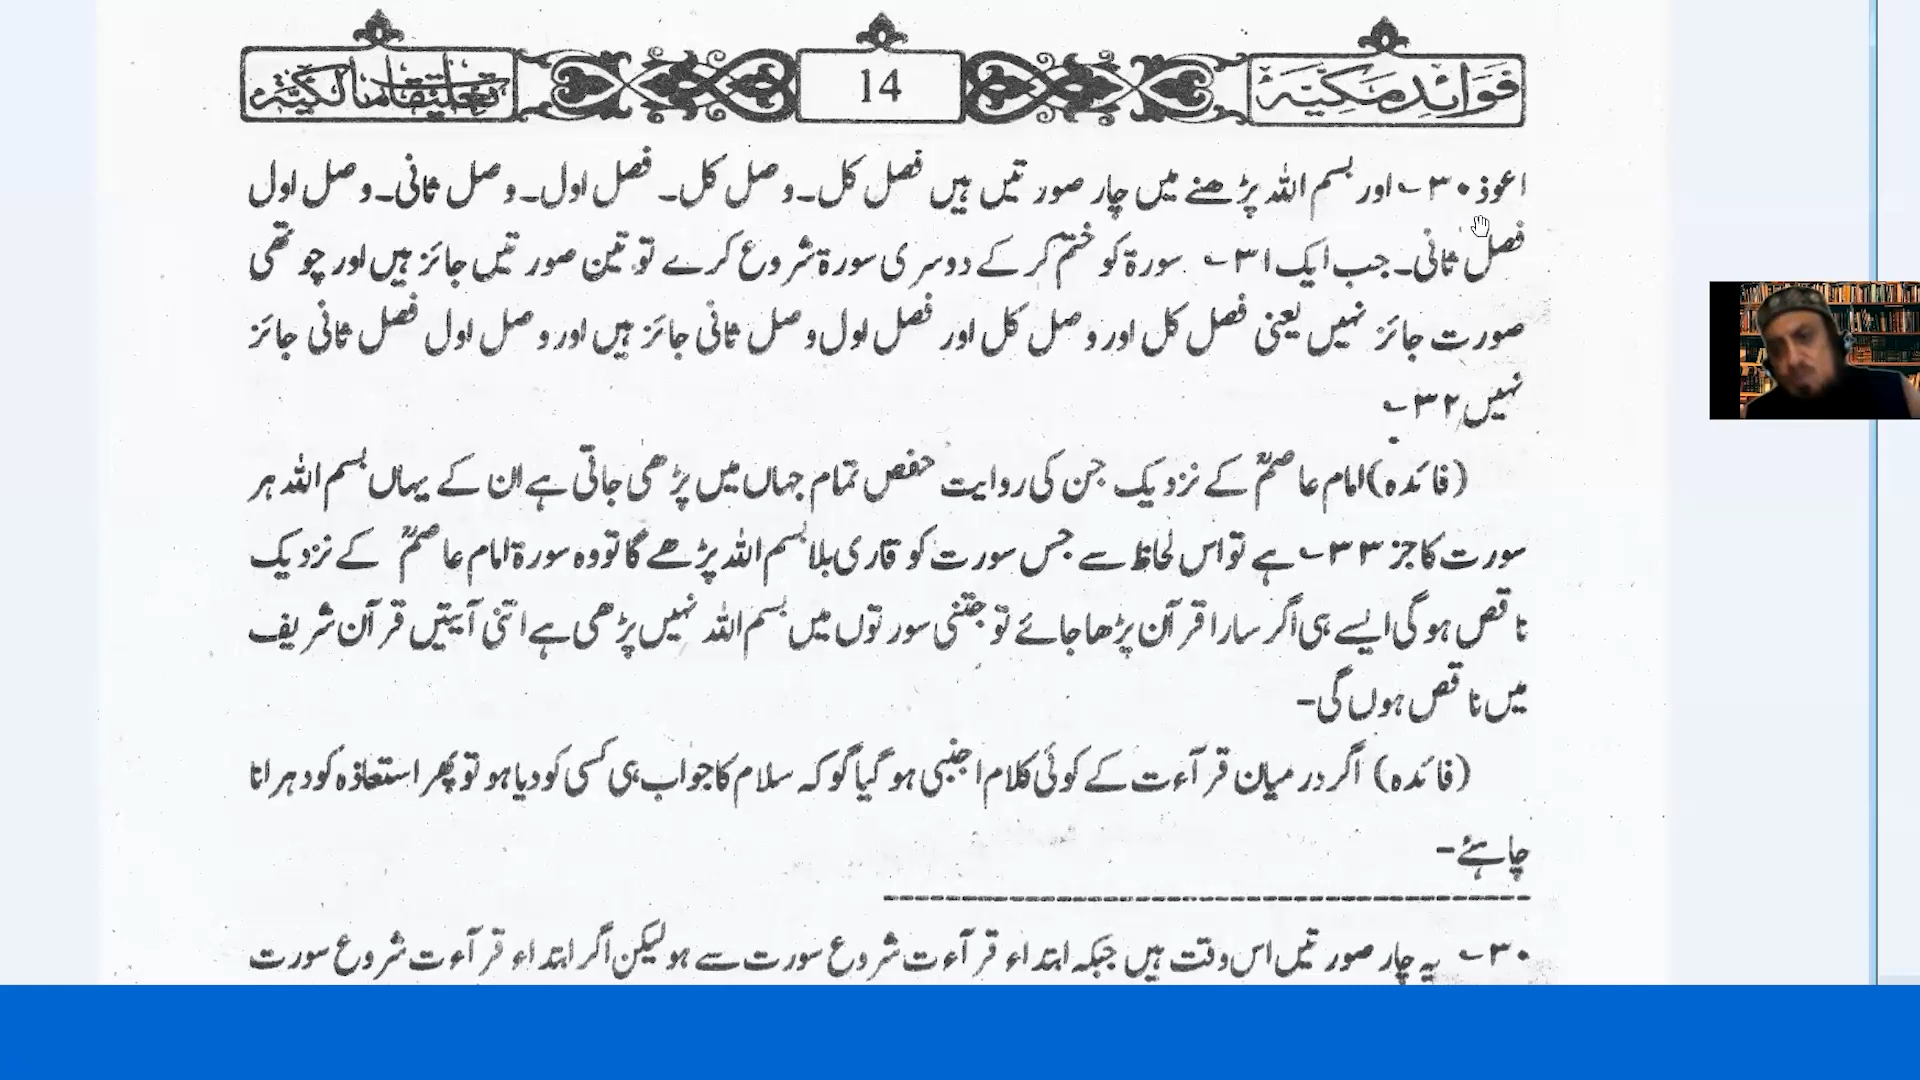 فَوَائِدِ مَكِّيَّة
14
تعلیقات مالکیہ
اعوذ ۳۰؎ اور بسم اللہ پڑھنے میں چار صورتیں ہیں فصل کل۔ وصل کل۔ فصل اول۔ وصل ثانی۔ وصل اول
فصل ثانی۔ جب ایک ۳۱؎ سورۃ کو ختم کر کے دوسری سورۃ شروع کرے تو تین صورتیں جائز ہیں اور چوتھی
صورت جائز نہیں یعنی فصل کل اور وصل کل اور فصل اول وصل ثانی جائز ہیں اور وصل اول فصل ثانی جائز
نہیں ۳۲؎
(فائدہ) امام عاصمؒ کے نزدیک جن کی روایت حفص تمام جہاں میں پڑھی جاتی ہے ان کے یہاں بسم اللہ ہر
سورت کا جز ۳۳؎ ہے تو اس لحاظ سے جس سورت کو قاری بلا بسم اللہ پڑھے گا تو وہ سورۃ امام عاصمؒ کے نزدیک
ناقص ہو گی ایسے ہی اگر سارا قرآن پڑھا جائے تو جتنی سورتوں میں بسم اللہ نہیں پڑھی ہے اتنی آیتیں قرآن شریف
میں ناقص ہوں گی-
(فائدہ) اگر درمیان قرآءت کے کوئی کلام اجنبی ہو گیا گو کہ سلام کا جواب ہی کسی کو دیا ہو تو پھر استعاذہ کو دہرانا
چاہئے-
۳۰؎ یہ چار صورتیں اس وقت ہیں جبکہ ابتداء قرآءت شروع سورت سے ہو لیکن اگر ابتداء قرآءت شروع سورت